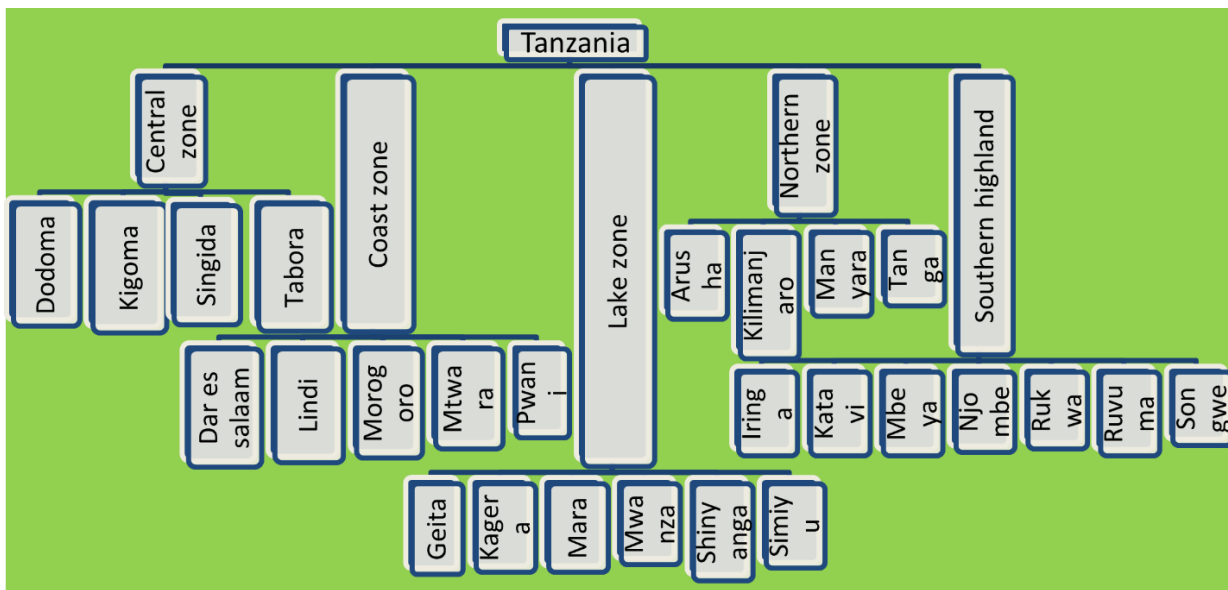 Tanzania
Central
zone
Coast zone
Lake zone
Northern
zone
Southern highland
Dodoma
Kigoma
Singida
Tabora
Dar es
salaam
Lindi
Morog
oro
Mtwa
ra
Pwan
i
Geita
Kager
a
Mara
Mwa
nza
Shiny
anga
Simiy
u
Arus
ha
Kilimanj
aro
Man
yara
Tan
ga
Iring
a
Kata
vi
Mbe
ya
Njo
mbe
Ruk
wa
Ruvu
ma
Son
gwe